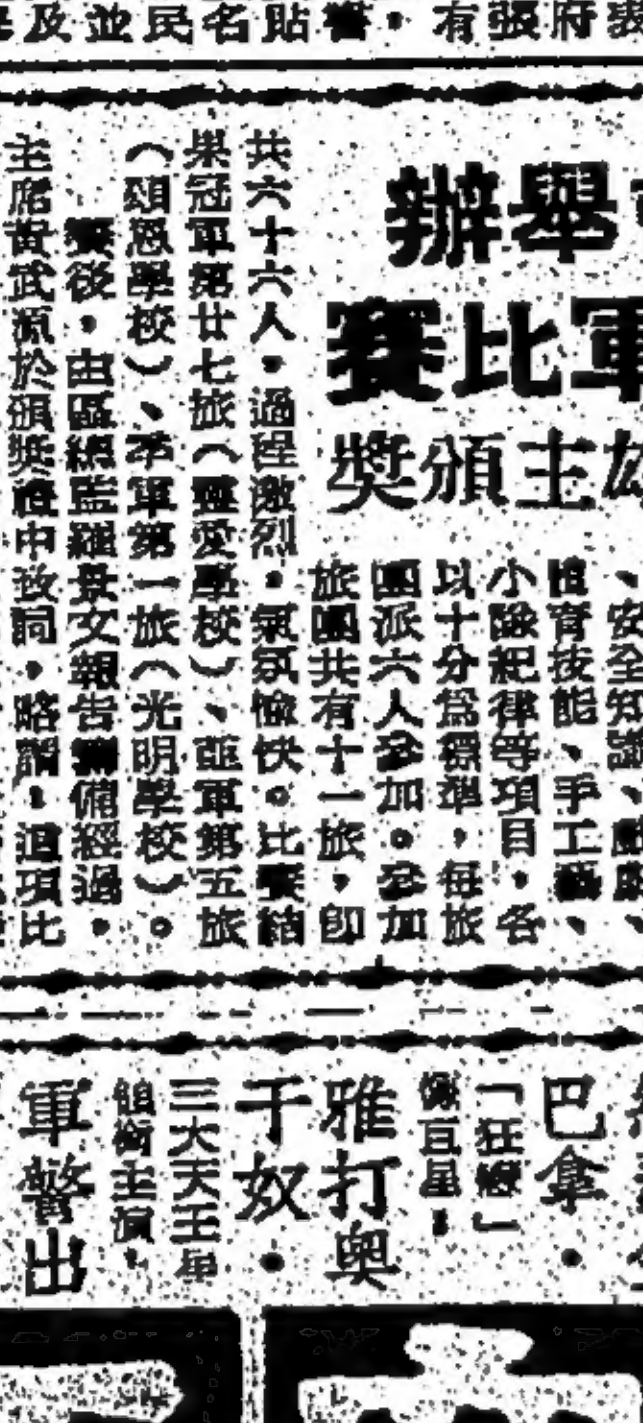 有張府
貼名民並及
舉辦
軍比賽
主頒獎
、安全知識、
體育技能、手工藝、
小隊紀律等項目,各
以十分爲標準,每旅
團派六人參加。參加
旅團共有十一旅,卽
共六十六人,過程激烈,氣氛愉快。比賽結
果冠軍第廿七旅(靈愛學校)、亞軍第五旅
(頌恩學校)、季軍第一旅(光明學校)。
賽後,由區總監羅景文報告籌備經過,
主席黃武源於頒獎禮中致詞,略謂:這項比
巴拿
「狂戀」
像巨星,
雅打奧
于奴
三大天王星
領銜主演,
軍警出